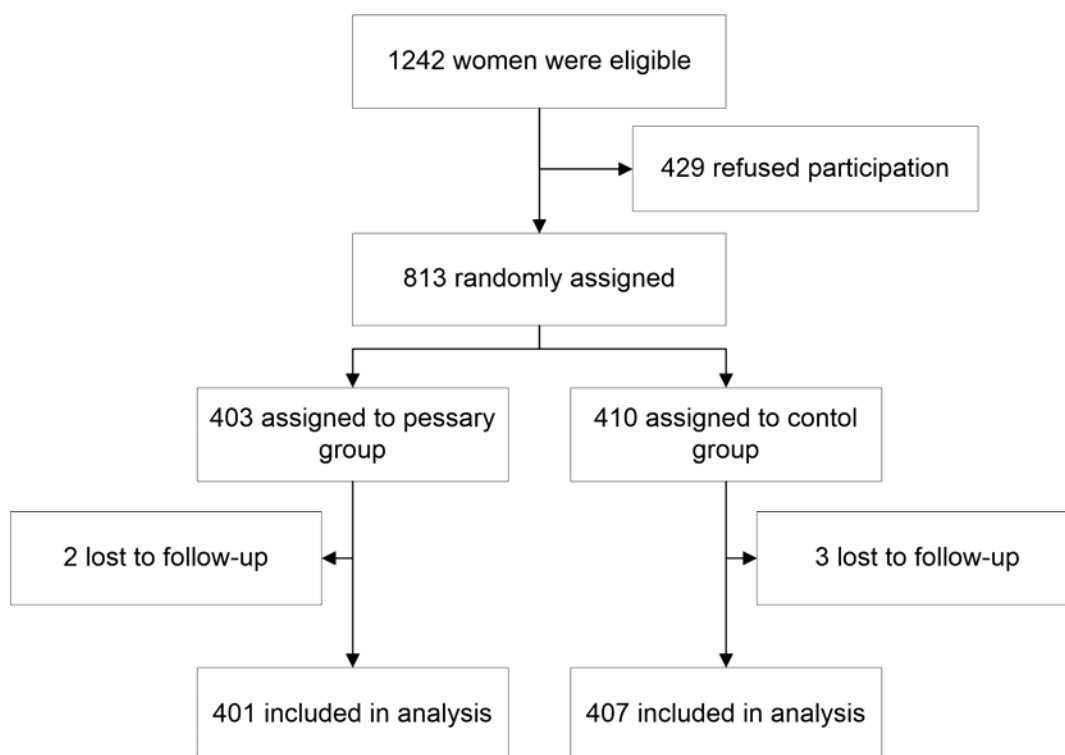 1242 women were eligible
429 refused participation
813 randomly assigned
403 assigned to pessary
group
410 assigned to contol
group
2 lost to follow-up
3 lost to follow-up
401 included in analysis
407 included in analysis